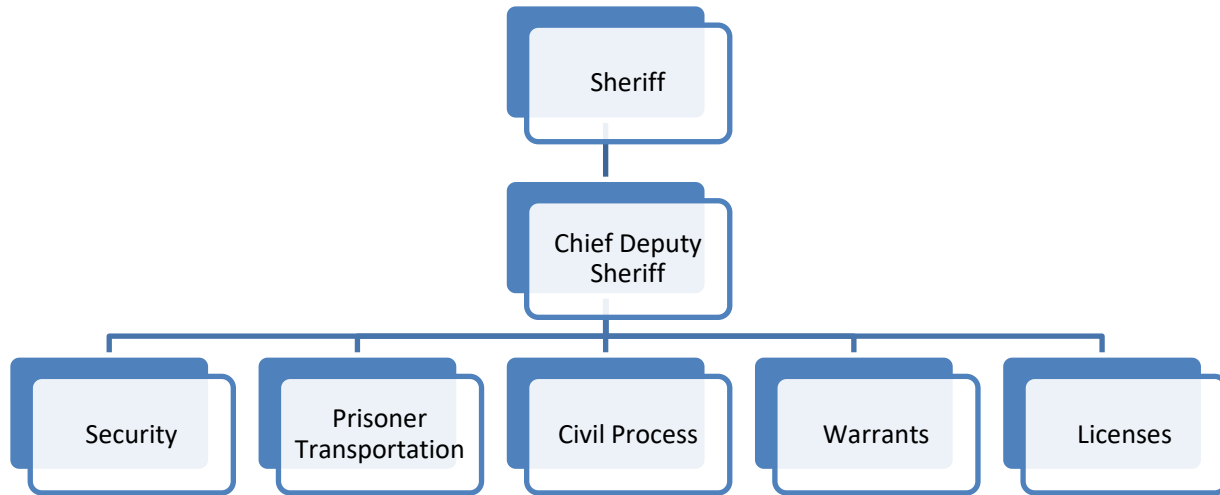 Sheriff
Chief Deputy
Sheriff
Security
Prisoner
Transportation
Civil Process
Warrants
Licenses